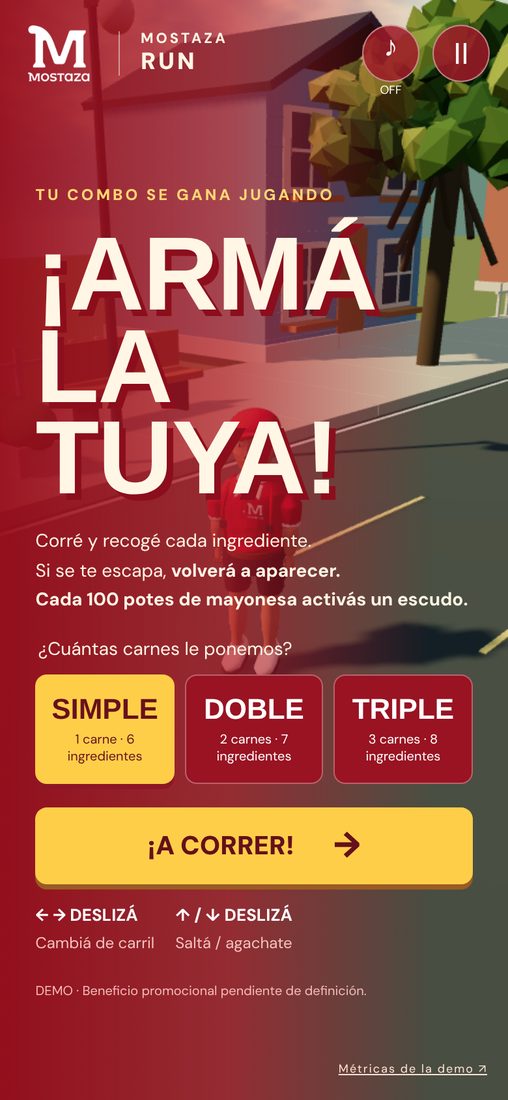 M
MOSTAZA
MOSTAZA
RUN
OFF
TU COMBO SE GANA JUGANDO
¡ARMÁ
LA
TUYA!
M
Corré y recogé cada ingrediente.
Si se te escapa, volverá a aparecer.
Cada 100 potes de mayonesa activás un escudo.
¿Cuántas carnes le ponemos?
SIMPLE
1 carne · 6
ingredientes
DOBLE
2 carnes · 7
ingredientes
TRIPLE
3 carnes · 8
ingredientes
¡A CORRER! →
← → DESLIZÁ
Cambiá de carril
↑ / ↓ DESLIZÁ
Saltá / agachate
DEMO · Beneficio promocional pendiente de definición.
Métricas de la demo ↗